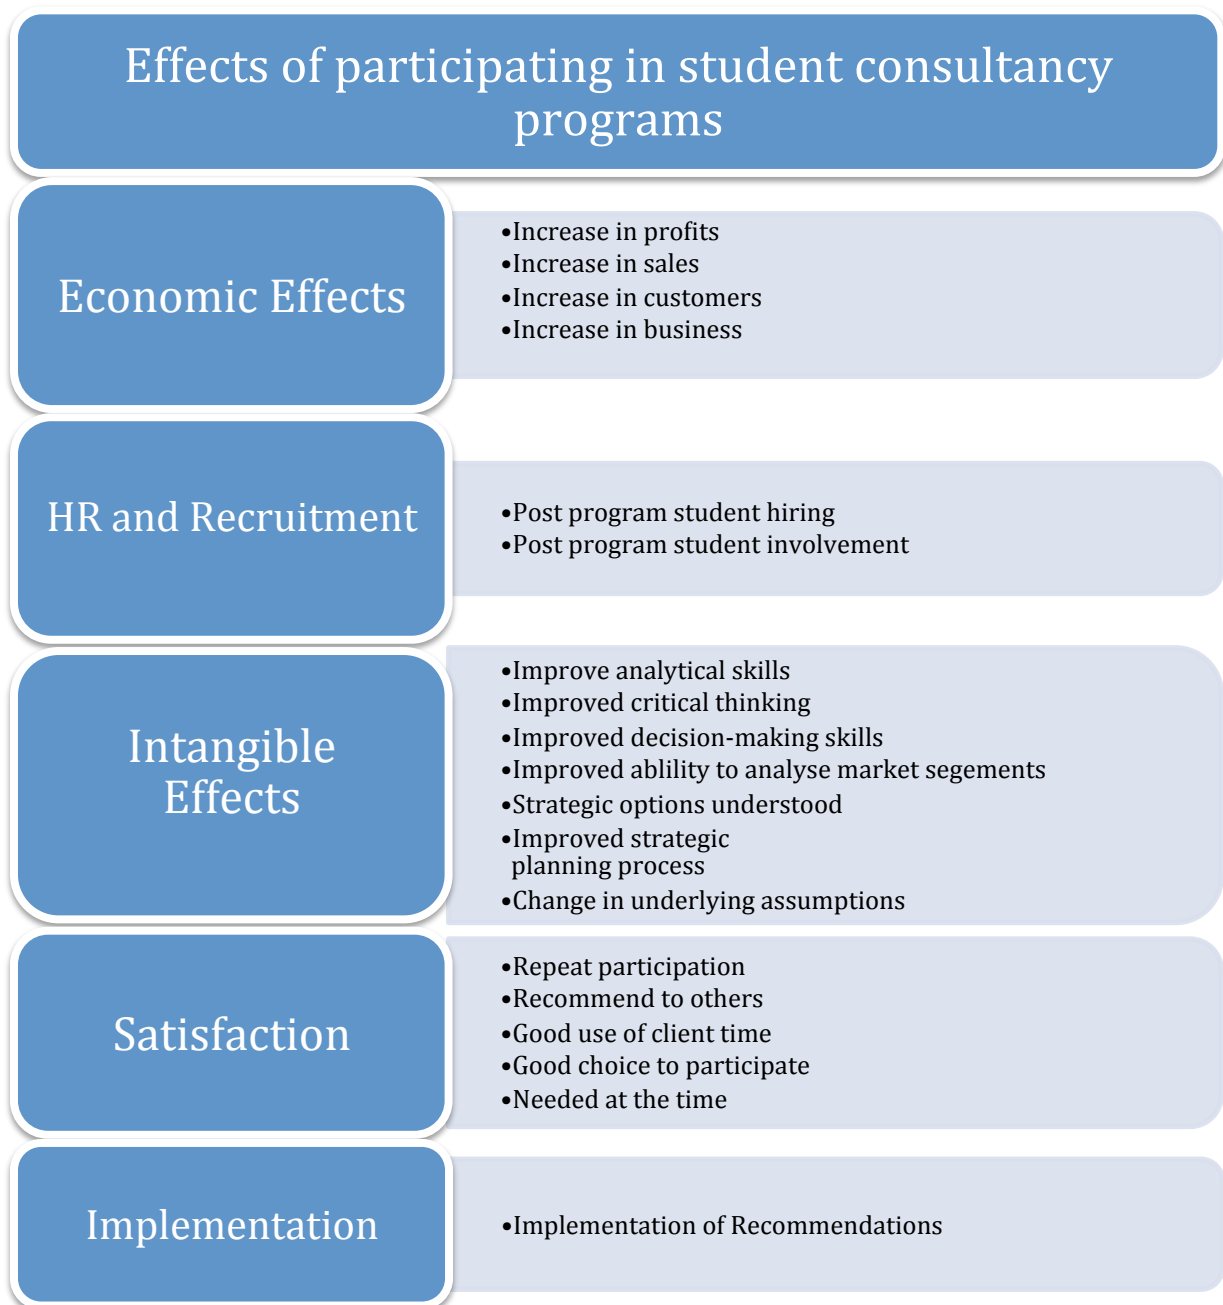 Effects of participating in student consultancy
programs
Economic Effects
•Increase in profits
•Increase in sales
•Increase in customers
•Increase in business
HR and Recruitment
•Post program student hiring
•Post program student involvement
Intangible
Effects
•Improve analytical skills
•Improved critical thinking
•Improved decision-making skills
•Improved ablility to analyse market segements
•Strategic options understood
•Improved strategic
planning process
•Change in underlying assumptions
Satisfaction
•Repeat participation
•Recommend to others
•Good use of client time
•Good choice to participate
•Needed at the time
Implementation
•Implementation of Recommendations